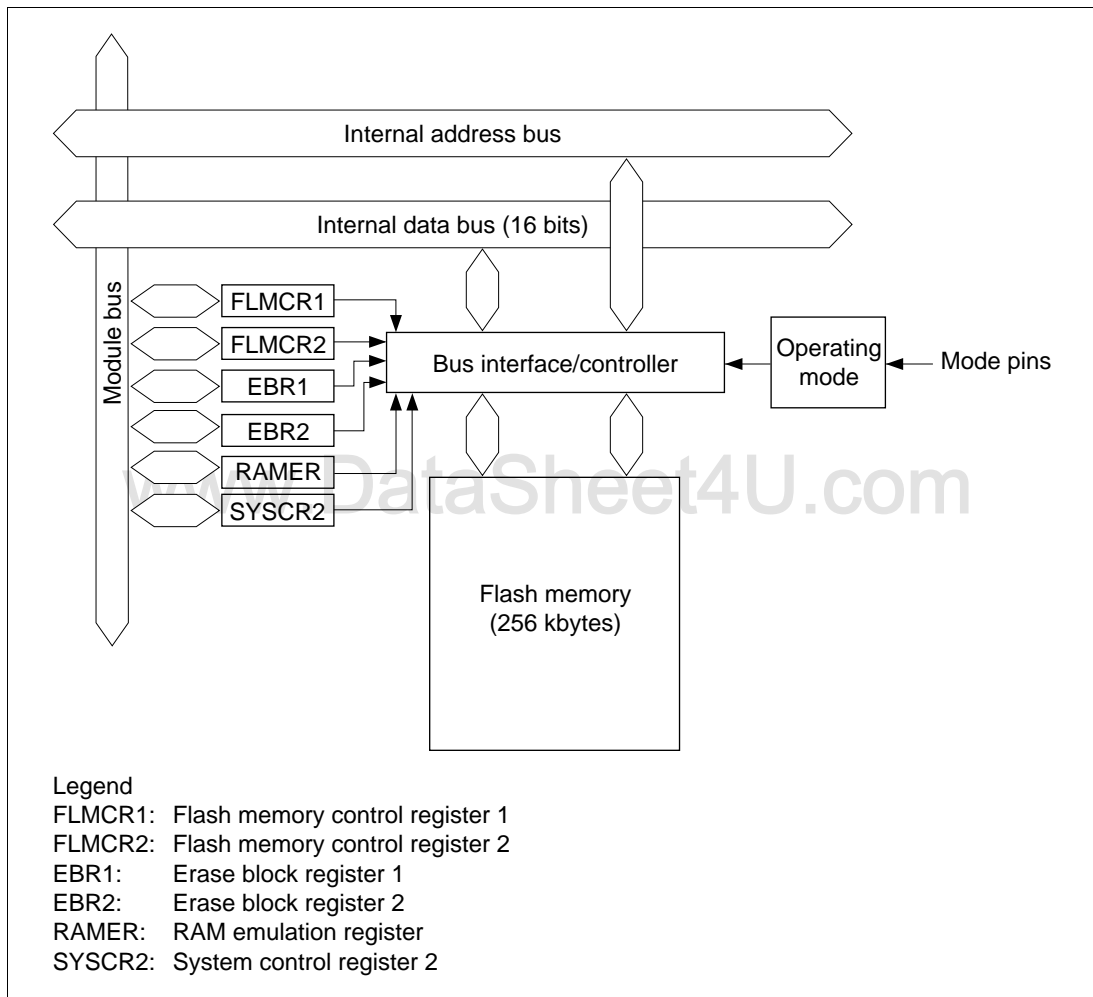 Internal address bus
Internal data bus (16 bits)
Module bus
FLMCR1
FLMCR2
EBR1
EBR2
RAMER
SYSCR2
Bus interface/controller
Operating
mode
Mode pins
www.DataSheet4U.com
Flash memory
(256 kbytes)
Legend
FLMCR1: Flash memory control register 1
FLMCR2: Flash memory control register 2
EBR1: Erase block register 1
EBR2: Erase block register 2
RAMER: RAM emulation register
SYSCR2: System control register 2